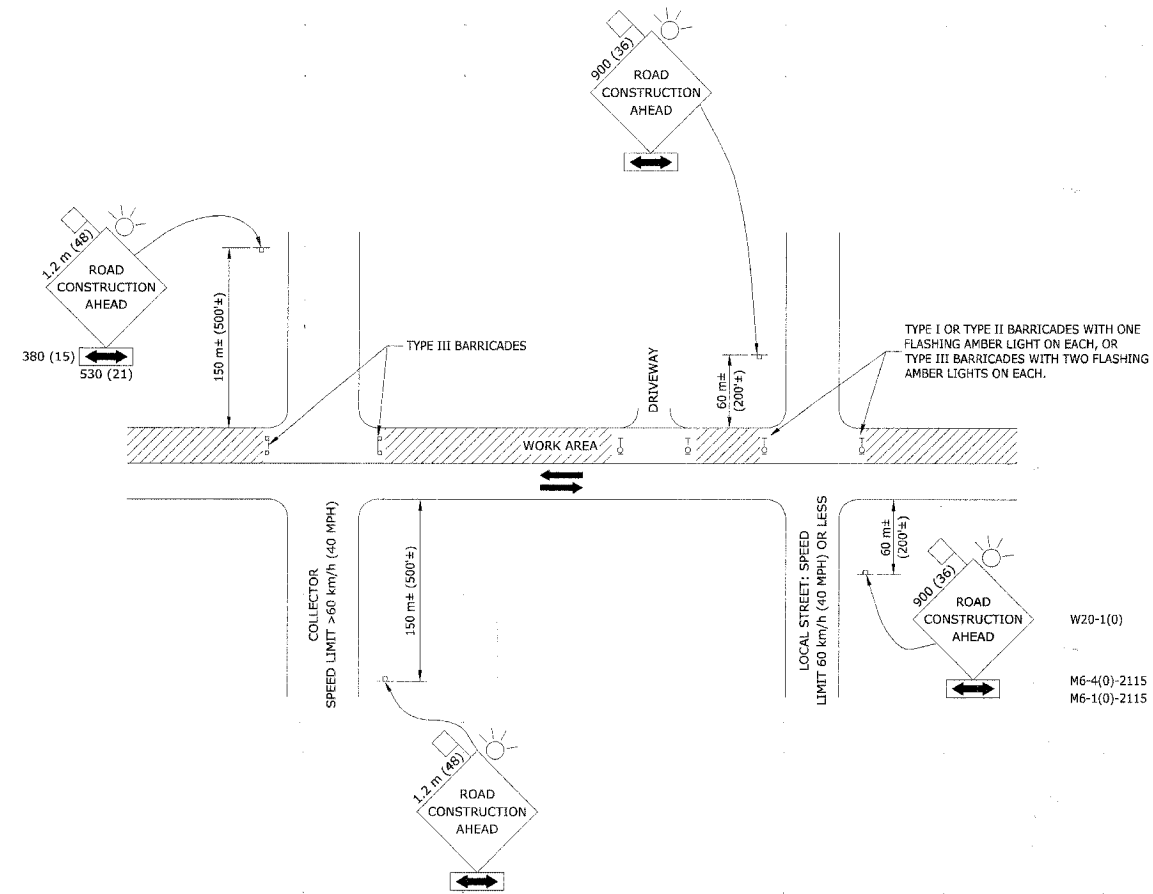 900 (36)
ROAD
CONSTRUCTION
AHEAD
1.2 m (48)
ROAD
CONSTRUCTION
AHEAD
380 (15)
530 (21)
150 m± (500'±)
TYPE III BARRICADES
DRIVEWAY
60 m±
(200'±)
TYPE I OR TYPE II BARRICADES WITH ONE
FLASHING AMBER LIGHT ON EACH, OR
TYPE III BARRICADES WITH TWO FLASHING
AMBER LIGHTS ON EACH.
WORK AREA
COLLECTOR
SPEED LIMIT >60 km/h (40 MPH)
150 m± (500'±)
LOCAL STREET: SPEED
LIMIT 60 km/h (40 MPH) OR LESS
60 m±
(200'±)
900 (36)
ROAD
CONSTRUCTION
AHEAD
W20-1(0)
M6-4(0)-2115
M6-1(0)-2115
1.2 m (48)
ROAD
CONSTRUCTION
AHEAD